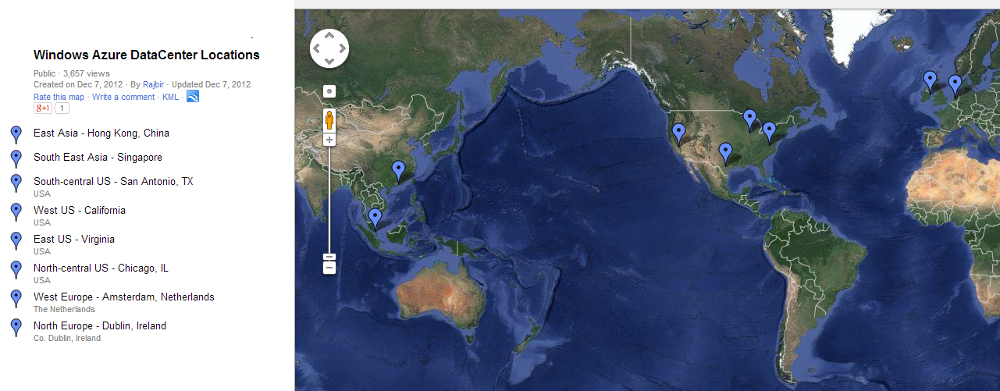 Windows Azure DataCenter Locations
Public · 3,657 views
Created on Dec 7, 2012 · By Rajbir · Updated Dec 7, 2012
Rate this map · Write a comment · KML ·
g+1 1
East Asia - Hong Kong, China
South East Asia - Singapore
South-central US - San Antonio, TX
USA
West US - California
USA
East US - Virginia
USA
North-central US - Chicago, IL
USA
West Europe - Amsterdam, Netherlands
The Netherlands
North Europe - Dublin, Ireland
Co. Dublin, Ireland